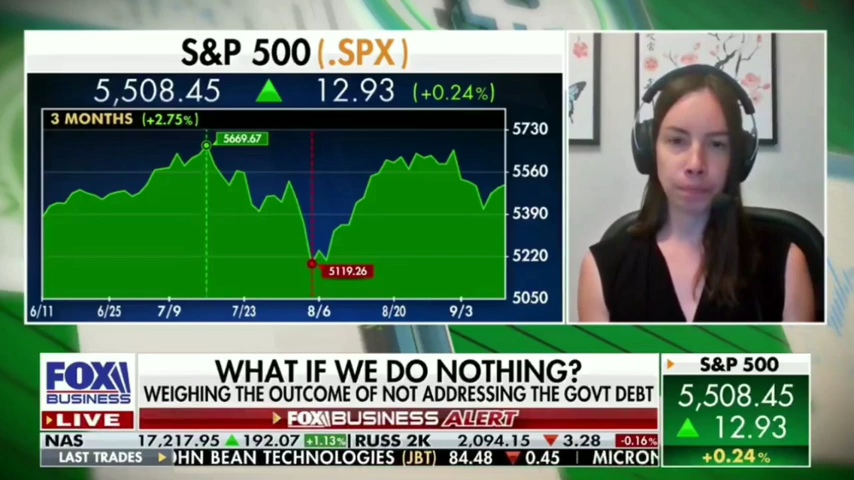 S&P 500 (.SPX)
5,508.45 ▲ 12.93 (+0.24%)
3 MONTHS (+2.75%)
5669.67
5119.26
5730
5560
5390
5220
5050
6/11 6/25 7/9 7/23 8/6 8/20 9/3
FOX
BUSINESS
LIVE
WHAT IF WE DO NOTHING?
WEIGHING THE OUTCOME OF NOT ADDRESSING THE GOVT DEBT
FOX BUSINESS ALERT
S&P 500
5,508.45
▲ 12.93
+0.24%
NAS 17,217.95 ▲ 192.07 +1.13% RUSS 2K 2,094.15 ▼ 3.28 -0.16%
LAST TRADES OHN BEAN TECHNOLOGIES (JBT) 84.48 ▼ 0.45 MICRON